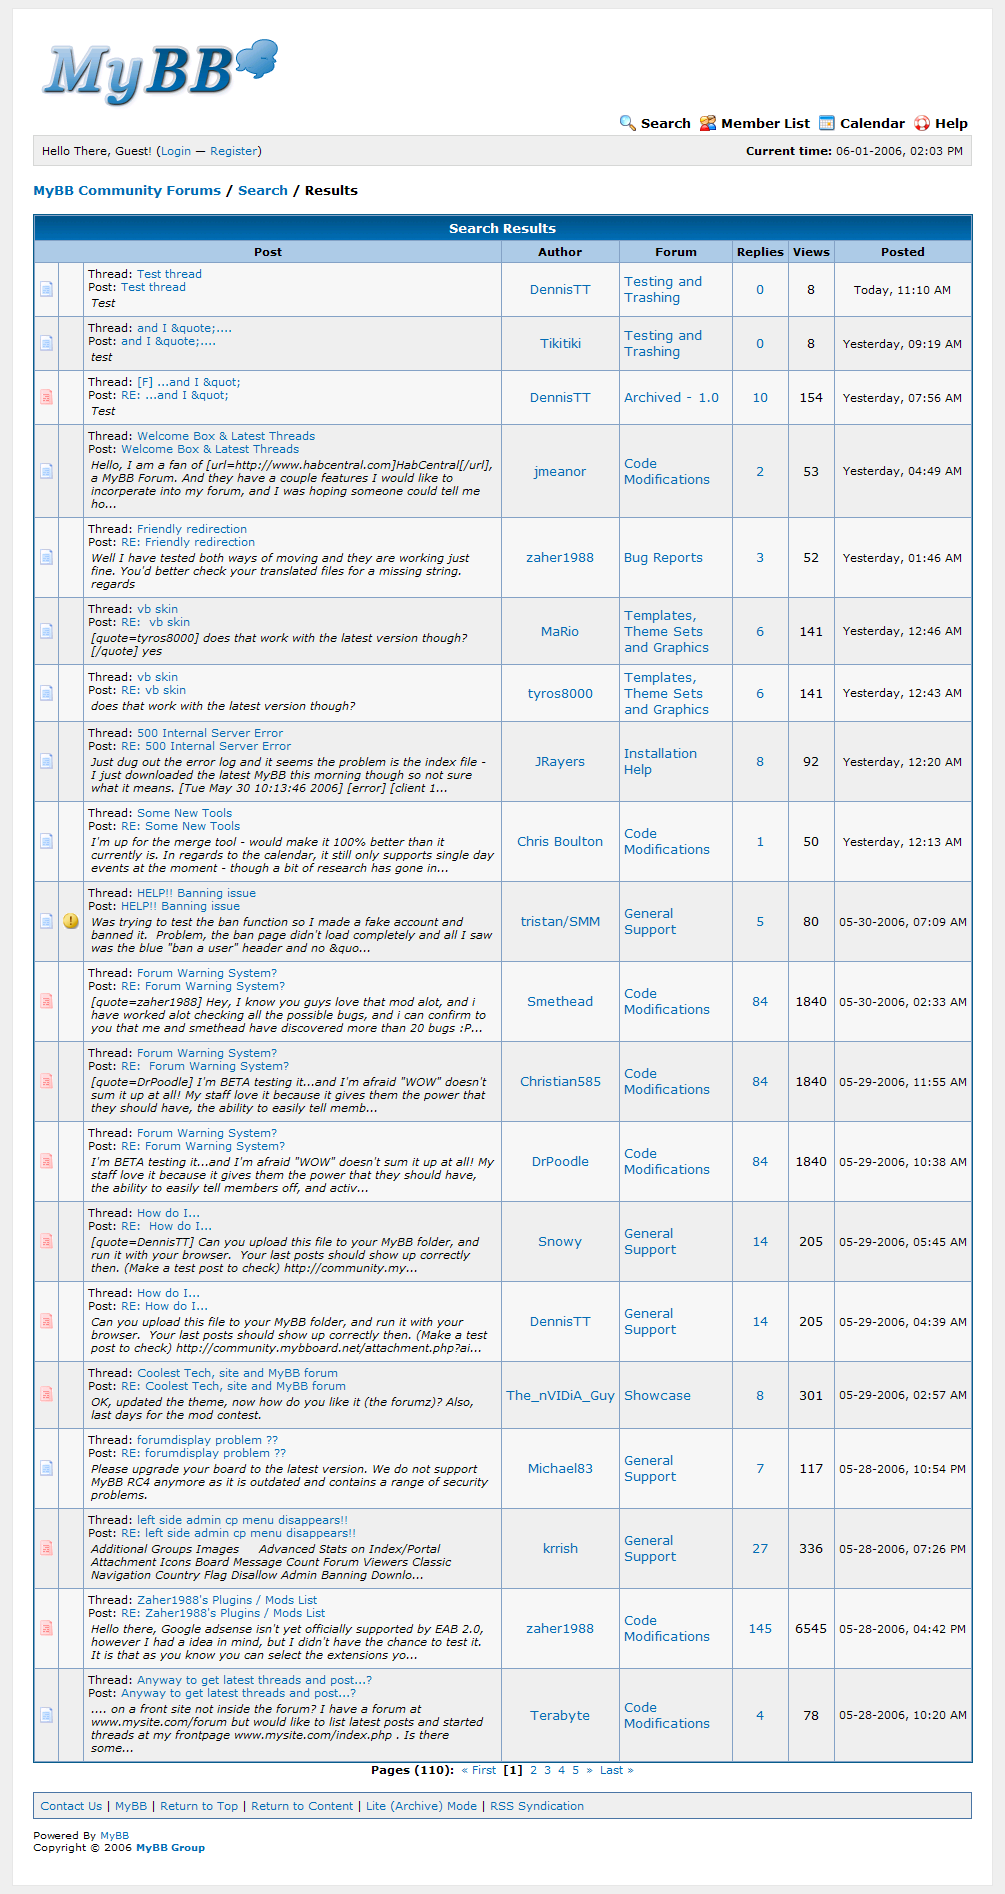 MyBB
Search Member List Calendar Help
Hello There, Guest! (Login — Register)
Current time: 06-01-2006, 02:03 PM
MyBB Community Forums / Search / Results
Search Results
Post Author Forum Replies Views Posted
Thread: Test thread
Post: Test thread
Test
DennisTT
Testing and
Trashing
0
8
Today, 11:10 AM
Thread: and I &quote;....
Post: and I &quote;....
test
Tikitiki
Testing and
Trashing
0
8
Yesterday, 09:19 AM
Thread: [F] ...and I &quot;
Post: RE: ...and I &quot;
Test
DennisTT
Archived - 1.0
10
154
Yesterday, 07:56 AM
Thread: Welcome Box & Latest Threads
Post: Welcome Box & Latest Threads
Hello, I am a fan of [url=http://www.habcentral.com]HabCentral[/url],
a MyBB Forum. And they have a couple features I would like to
incorperate into my forum, and I was hoping someone could tell me
ho...
jmeanor
Code
Modifications
2
53
Yesterday, 04:49 AM
Thread: Friendly redirection
Post: RE: Friendly redirection
Well I have tested both ways of moving and they are working just
fine. You'd better check your translated files for a missing string.
regards
zaher1988
Bug Reports
3
52
Yesterday, 01:46 AM
Thread: vb skin
Post: RE:  vb skin
[quote=tyros8000] does that work with the latest version though?
[/quote] yes
MaRio
Templates,
Theme Sets
and Graphics
6
141
Yesterday, 12:46 AM
Thread: vb skin
Post: RE: vb skin
does that work with the latest version though?
tyros8000
Templates,
Theme Sets
and Graphics
6
141
Yesterday, 12:43 AM
Thread: 500 Internal Server Error
Post: RE: 500 Internal Server Error
Just dug out the error log and it seems the problem is the index file -
I just downloaded the latest MyBB this morning though so not sure
what it means. [Tue May 30 10:13:46 2006] [error] [client 1...
JRayers
Installation
Help
8
92
Yesterday, 12:20 AM
Thread: Some New Tools
Post: RE: Some New Tools
I'm up for the merge tool - would make it 100% better than it
currently is. In regards to the calendar, it still only supports single day
events at the moment - though a bit of research has gone in...
Chris Boulton
Code
Modifications
1
50
Yesterday, 12:13 AM
Thread: HELP!! Banning issue
Post: HELP!! Banning issue
Was trying to test the ban function so I made a fake account and
banned it.  Problem, the ban page didn't load completely and all I saw
was the blue "ban a user" header and no &quo...
tristan/SMM
General
Support
5
80
05-30-2006, 07:09 AM
Thread: Forum Warning System?
Post: RE: Forum Warning System?
[quote=zaher1988] Hey, I know you guys love that mod alot, and i
have worked alot checking all the possible bugs, and i can confirm to
you that me and smethead have discovered more than 20 bugs :P...
Smethead
Code
Modifications
84
1840
05-30-2006, 02:33 AM
Thread: Forum Warning System?
Post: RE:  Forum Warning System?
[quote=DrPoodle] I'm BETA testing it...and I'm afraid "WOW" doesn't
sum it up at all! My staff love it because it gives them the power that
they should have, the ability to easily tell memb...
Christian585
Code
Modifications
84
1840
05-29-2006, 11:55 AM
Thread: Forum Warning System?
Post: RE: Forum Warning System?
I'm BETA testing it...and I'm afraid "WOW" doesn't sum it up at all! My
staff love it because it gives them the power that they should have,
the ability to easily tell members off, and activ...
DrPoodle
Code
Modifications
84
1840
05-29-2006, 10:38 AM
Thread: How do I...
Post: RE:  How do I...
[quote=DennisTT] Can you upload this file to your MyBB folder, and
run it with your browser.  Your last posts should show up correctly
then. (Make a test post to check) http://community.my...
Snowy
General
Support
14
205
05-29-2006, 05:45 AM
Thread: How do I...
Post: RE: How do I...
Can you upload this file to your MyBB folder, and run it with your
browser.  Your last posts should show up correctly then. (Make a test
post to check) http://community.mybboard.net/attachment.php?ai...
DennisTT
General
Support
14
205
05-29-2006, 04:39 AM
Thread: Coolest Tech, site and MyBB forum
Post: RE: Coolest Tech, site and MyBB forum
OK, updated the theme, now how do you like it (the forumz)? Also,
last days for the mod contest.
The_nVIDiA_Guy
Showcase
8
301
05-29-2006, 02:57 AM
Thread: forumdisplay problem ??
Post: RE: forumdisplay problem ??
Please upgrade your board to the latest version. We do not support
MyBB RC4 anymore as it is outdated and contains a range of security
problems.
Michael83
General
Support
7
117
05-28-2006, 10:54 PM
Thread: left side admin cp menu disappears!!
Post: RE: left side admin cp menu disappears!!
Additional Groups Images     Advanced Stats on Index/Portal
Attachment Icons Board Message Count Forum Viewers Classic
Navigation Country Flag Disallow Admin Banning Downlo...
krrish
General
Support
27
336
05-28-2006, 07:26 PM
Thread: Zaher1988's Plugins / Mods List
Post: RE: Zaher1988's Plugins / Mods List
Hello there, Google adsense isn't yet officially supported by EAB 2.0,
however I had a idea in mind, but I didn't have the chance to test it.
It is that as you know you can select the extensions yo...
zaher1988
Code
Modifications
145
6545
05-28-2006, 04:42 PM
Thread: Anyway to get latest threads and post...?
Post: Anyway to get latest threads and post...?
.... on a front site not inside the forum? I have a forum at
www.mysite.com/forum but would like to list latest posts and started
threads at my frontpage www.mysite.com/index.php . Is there
some...
Terabyte
Code
Modifications
4
78
05-28-2006, 10:20 AM
Pages (110): « First [1] 2 3 4 5 » Last »
Contact Us | MyBB | Return to Top | Return to Content | Lite (Archive) Mode | RSS Syndication
Powered By MyBB
Copyright © 2006 MyBB Group